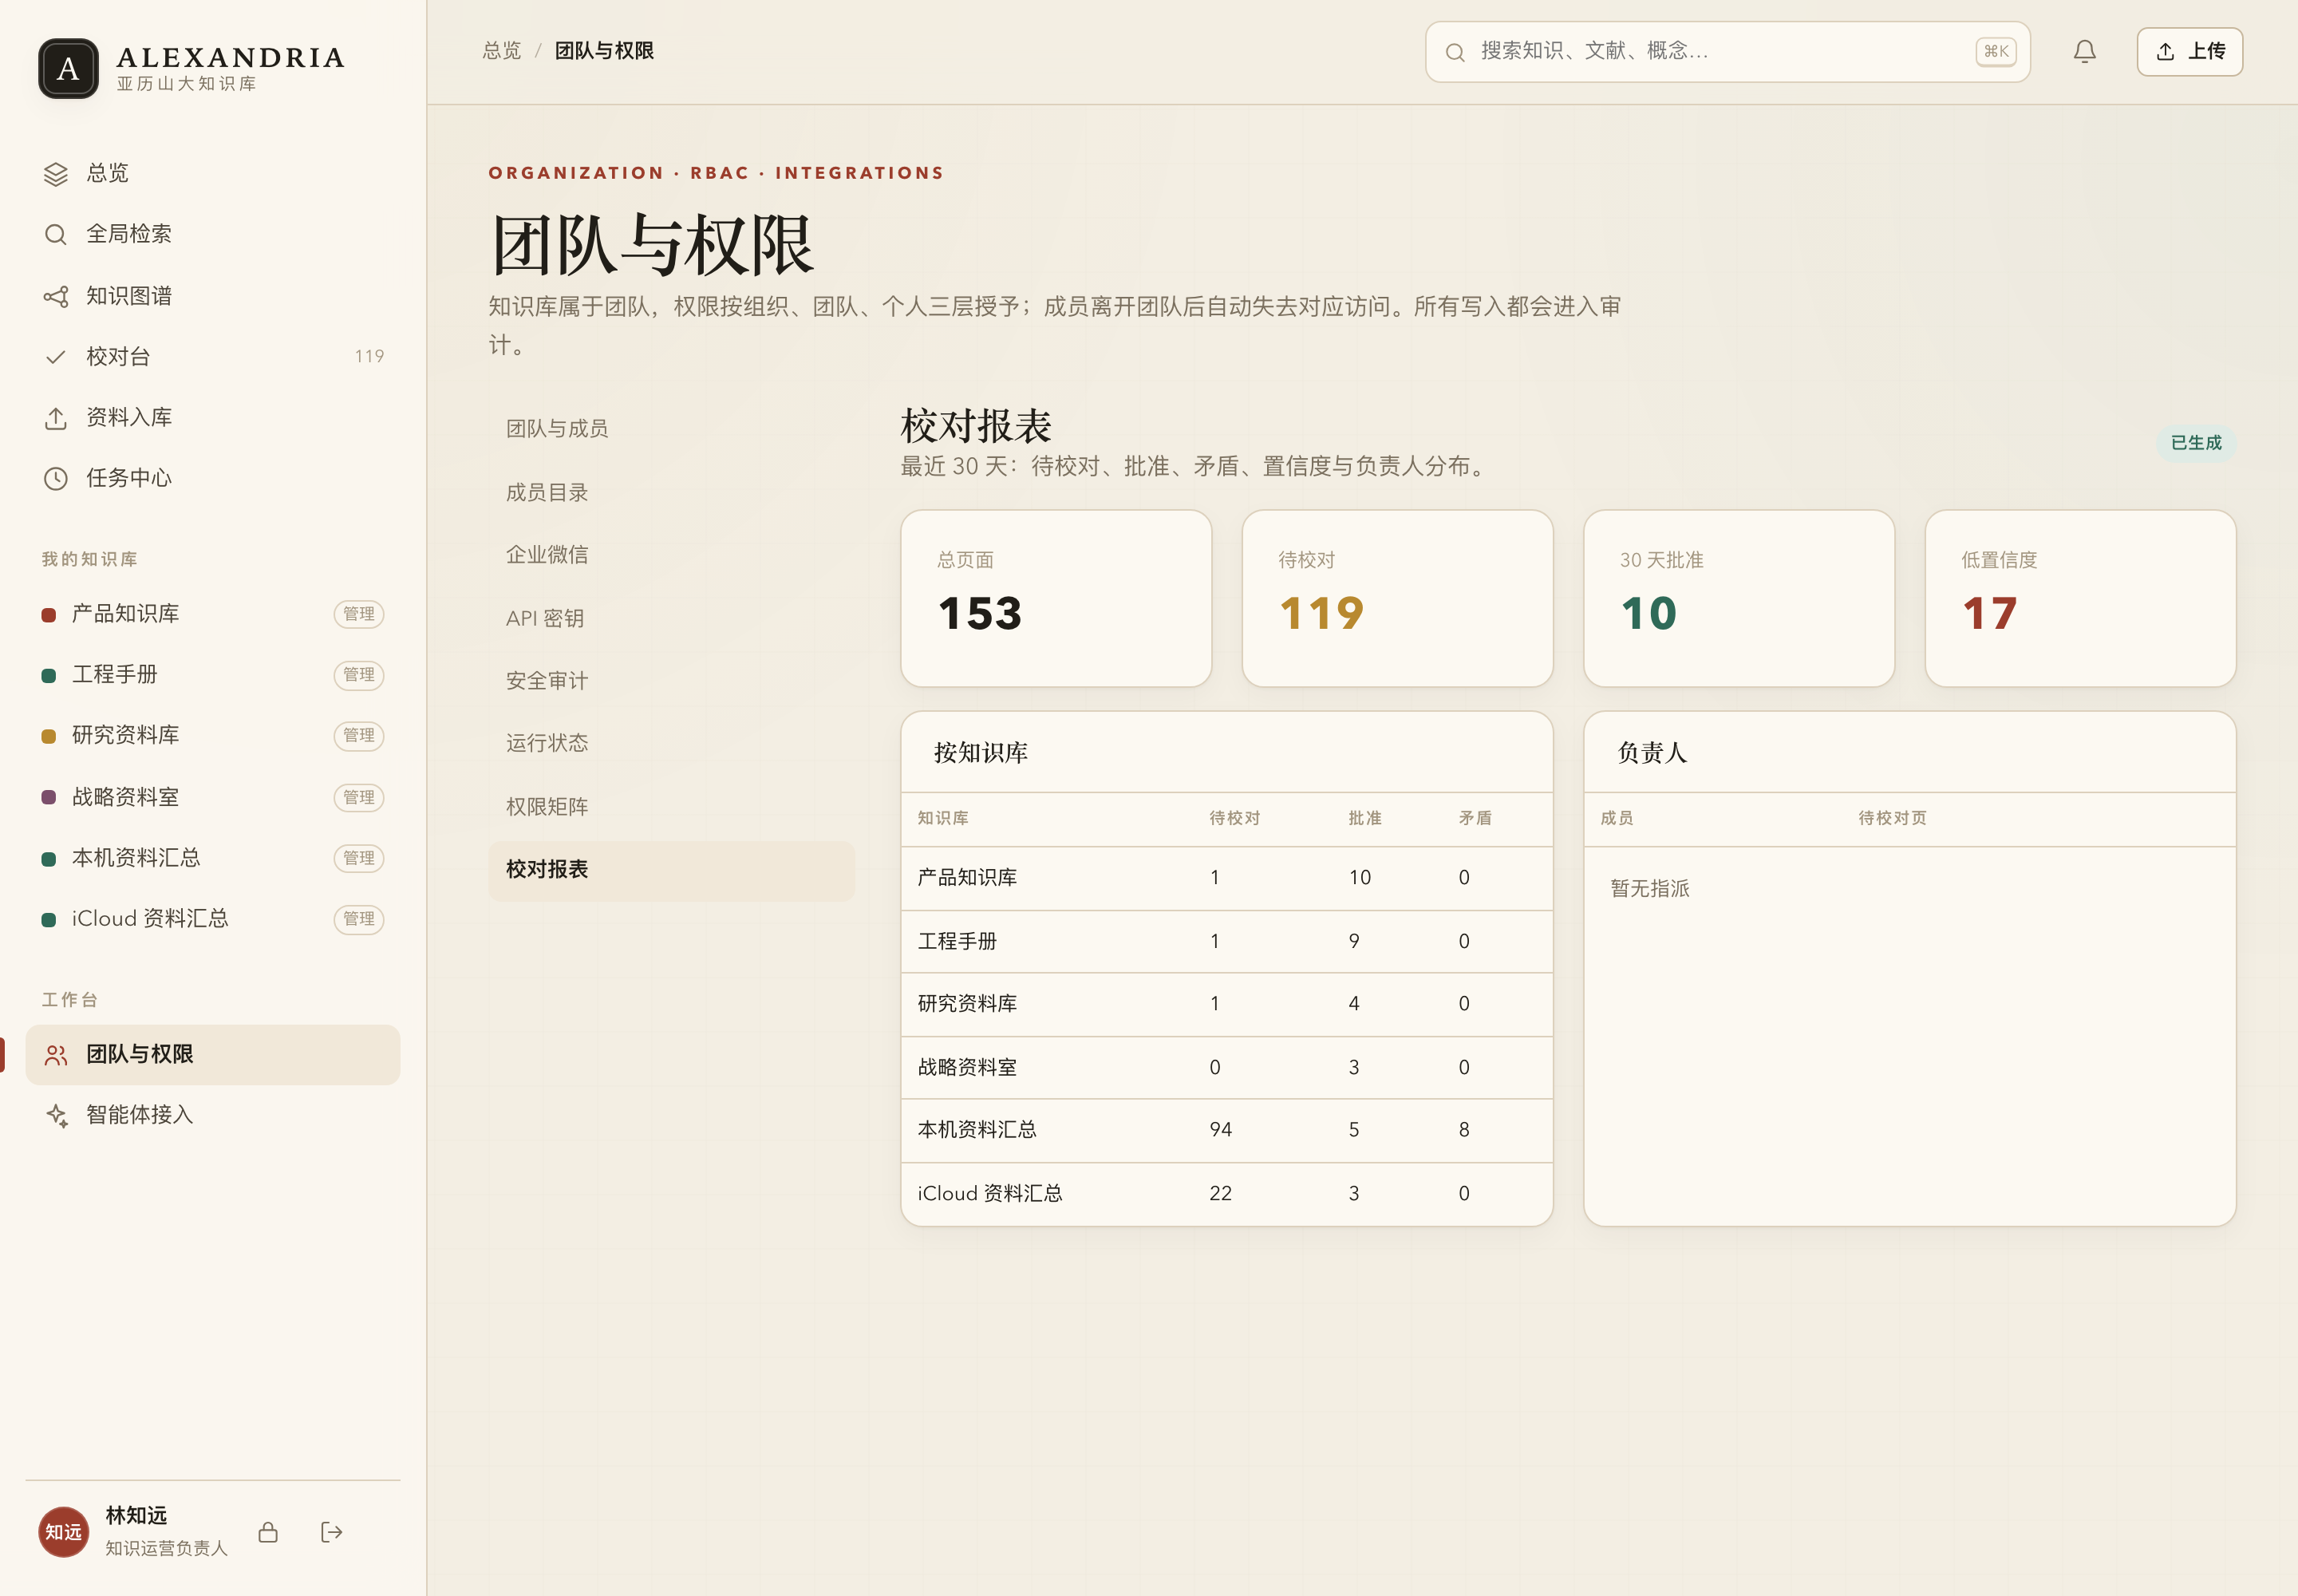 A
ALEXANDRIA
亚历山大知识库
总览
全局检索
知识图谱
校对台 119
资料入库
任务中心
我的知识库
产品知识库 管理
工程手册 管理
研究资料库 管理
战略资料室 管理
本机资料汇总 管理
iCloud 资料汇总 管理
工作台
团队与权限
智能体接入
知远
林知远
知识运营负责人
总览 / 团队与权限
搜索知识、文献、概念... ⌘K
上传
ORGANIZATION · RBAC · INTEGRATIONS
团队与权限
知识库属于团队，权限按组织、团队、个人三层授予；成员离开团队后自动失去对应访问。所有写入都会进入审
计。
团队与成员
成员目录
企业微信
API 密钥
安全审计
运行状态
权限矩阵
校对报表
校对报表
最近 30 天：待校对、批准、矛盾、置信度与负责人分布。
已生成
总页面
153
待校对
119
30 天批准
10
低置信度
17
按知识库
知识库 待校对 批准 矛盾
产品知识库 1 10 0
工程手册 1 9 0
研究资料库 1 4 0
战略资料室 0 3 0
本机资料汇总 94 5 8
iCloud 资料汇总 22 3 0
负责人
成员 待校对页
暂无指派